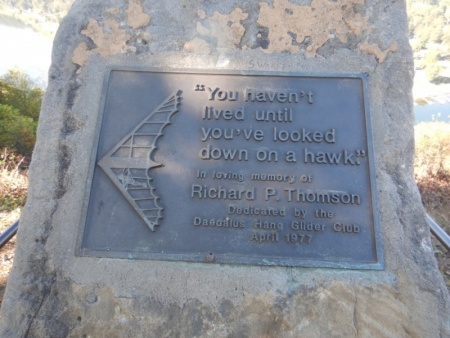 "You haven't
lived until
you've looked
down on a hawk."
In loving memory of
Richard P. Thomson
Dedicated by the
Daedalus Hang Glider Club
April 1977